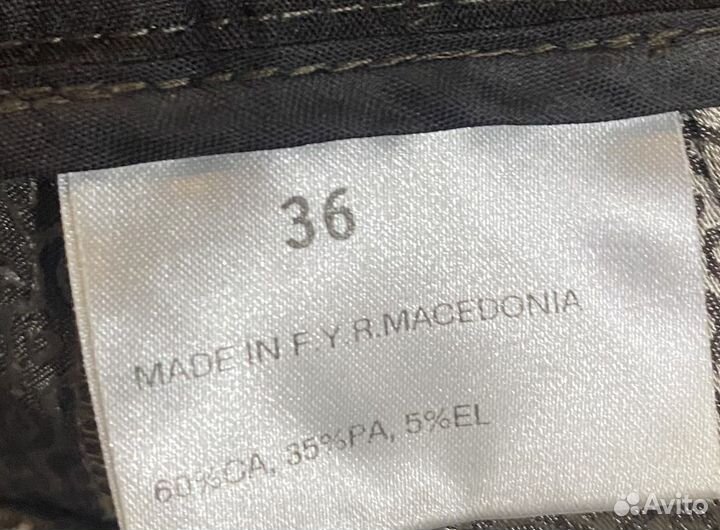 36
MADE IN F.Y.R.MACEDONIA
60%CA, 35%PA, 5%EL
Avito